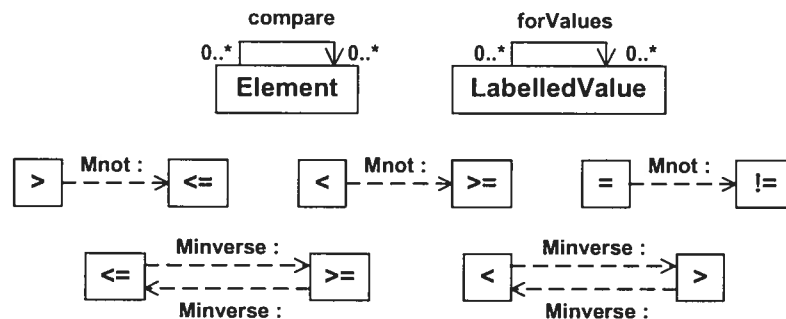 compare forValues
0..* 0..* 0..* 0..*
Element LabelledValue
Mnot : Mnot : Mnot :
> <= < >= = !=
Minverse : Minverse :
<= >= < >
Minverse : Minverse :